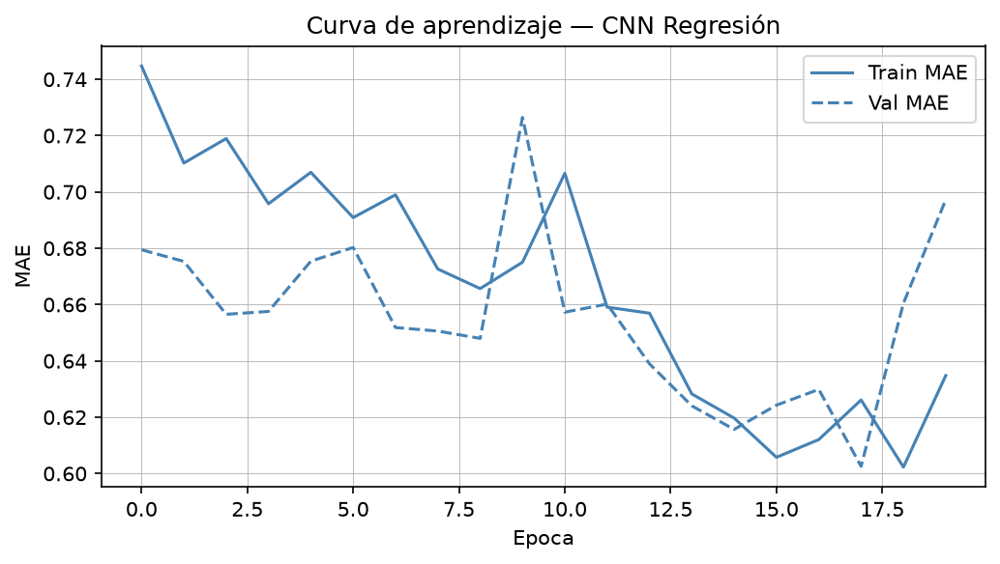 Curva de aprendizaje — CNN Regresión
Train MAE
Val MAE
MAE
0.74
0.72
0.70
0.68
0.66
0.64
0.62
0.60
0.0 2.5 5.0 7.5 10.0 12.5 15.0 17.5
Epoca